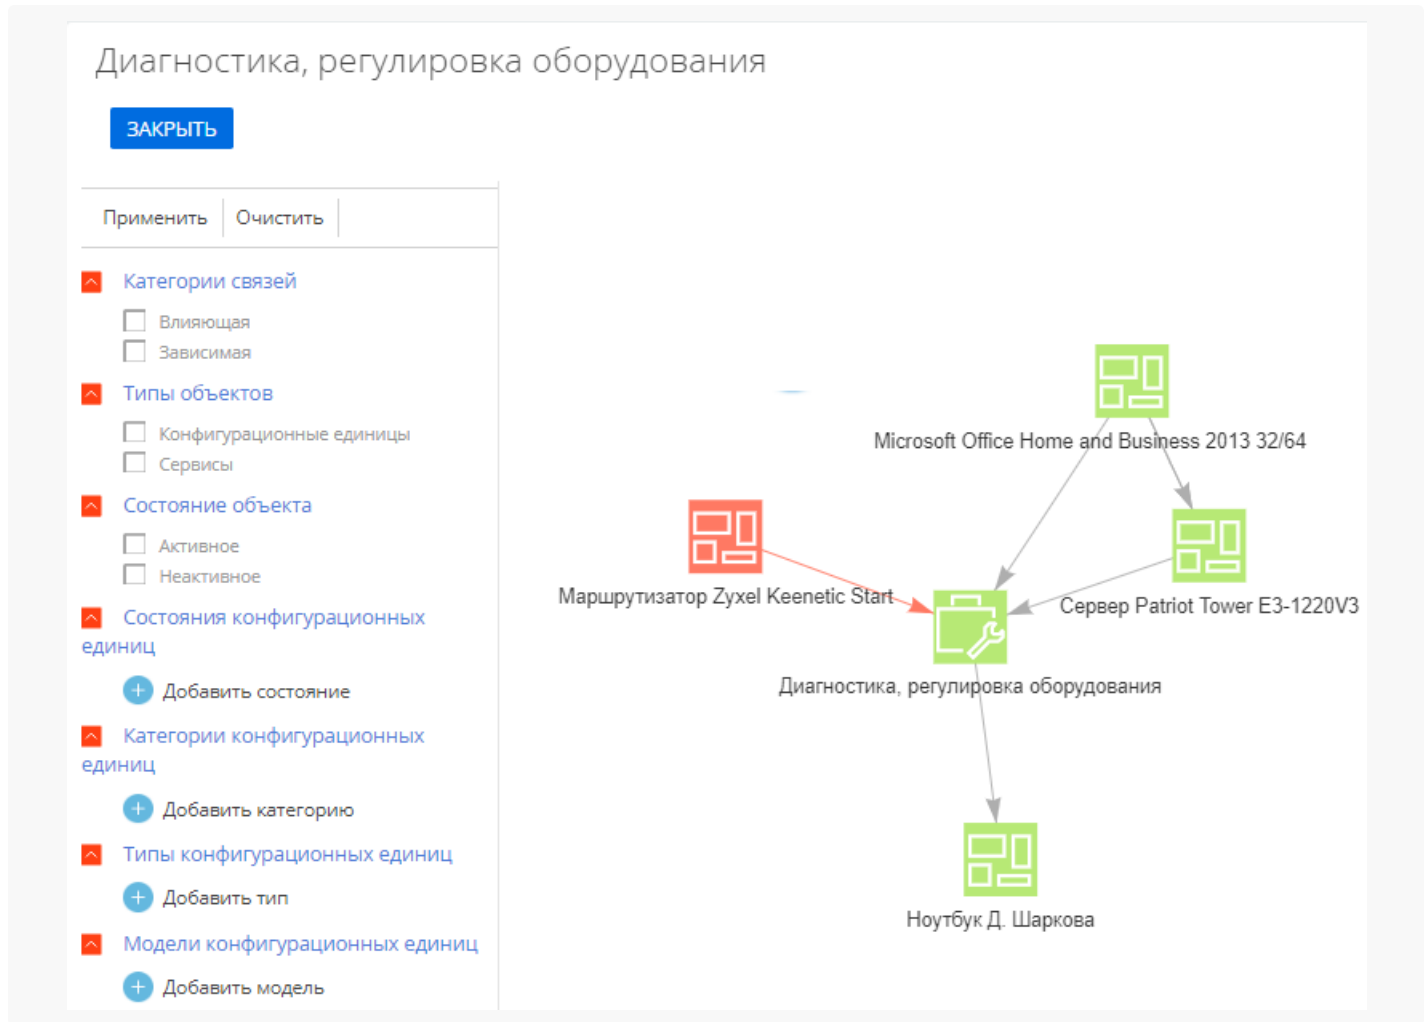 Диагностика, регулировка оборудования
ЗАКРЫТЬ
Применить
Очистить
Категории связей
Влияющая
Зависимая
Типы объектов
Конфигурационные единицы
Сервисы
Состояние объекта
Активное
Неактивное
Состояния конфигурационных
единиц
Добавить состояние
Категории конфигурационных
единиц
Добавить категорию
Типы конфигурационных единиц
Добавить тип
Модели конфигурационных единиц
Добавить модель
Microsoft Office Home and Business 2013 32/64
Маршрутизатор Zyxel Keenetic Start
Сервер Patriot Tower E3-1220V3
Диагностика, регулировка оборудования
Ноутбук Д. Шаркова